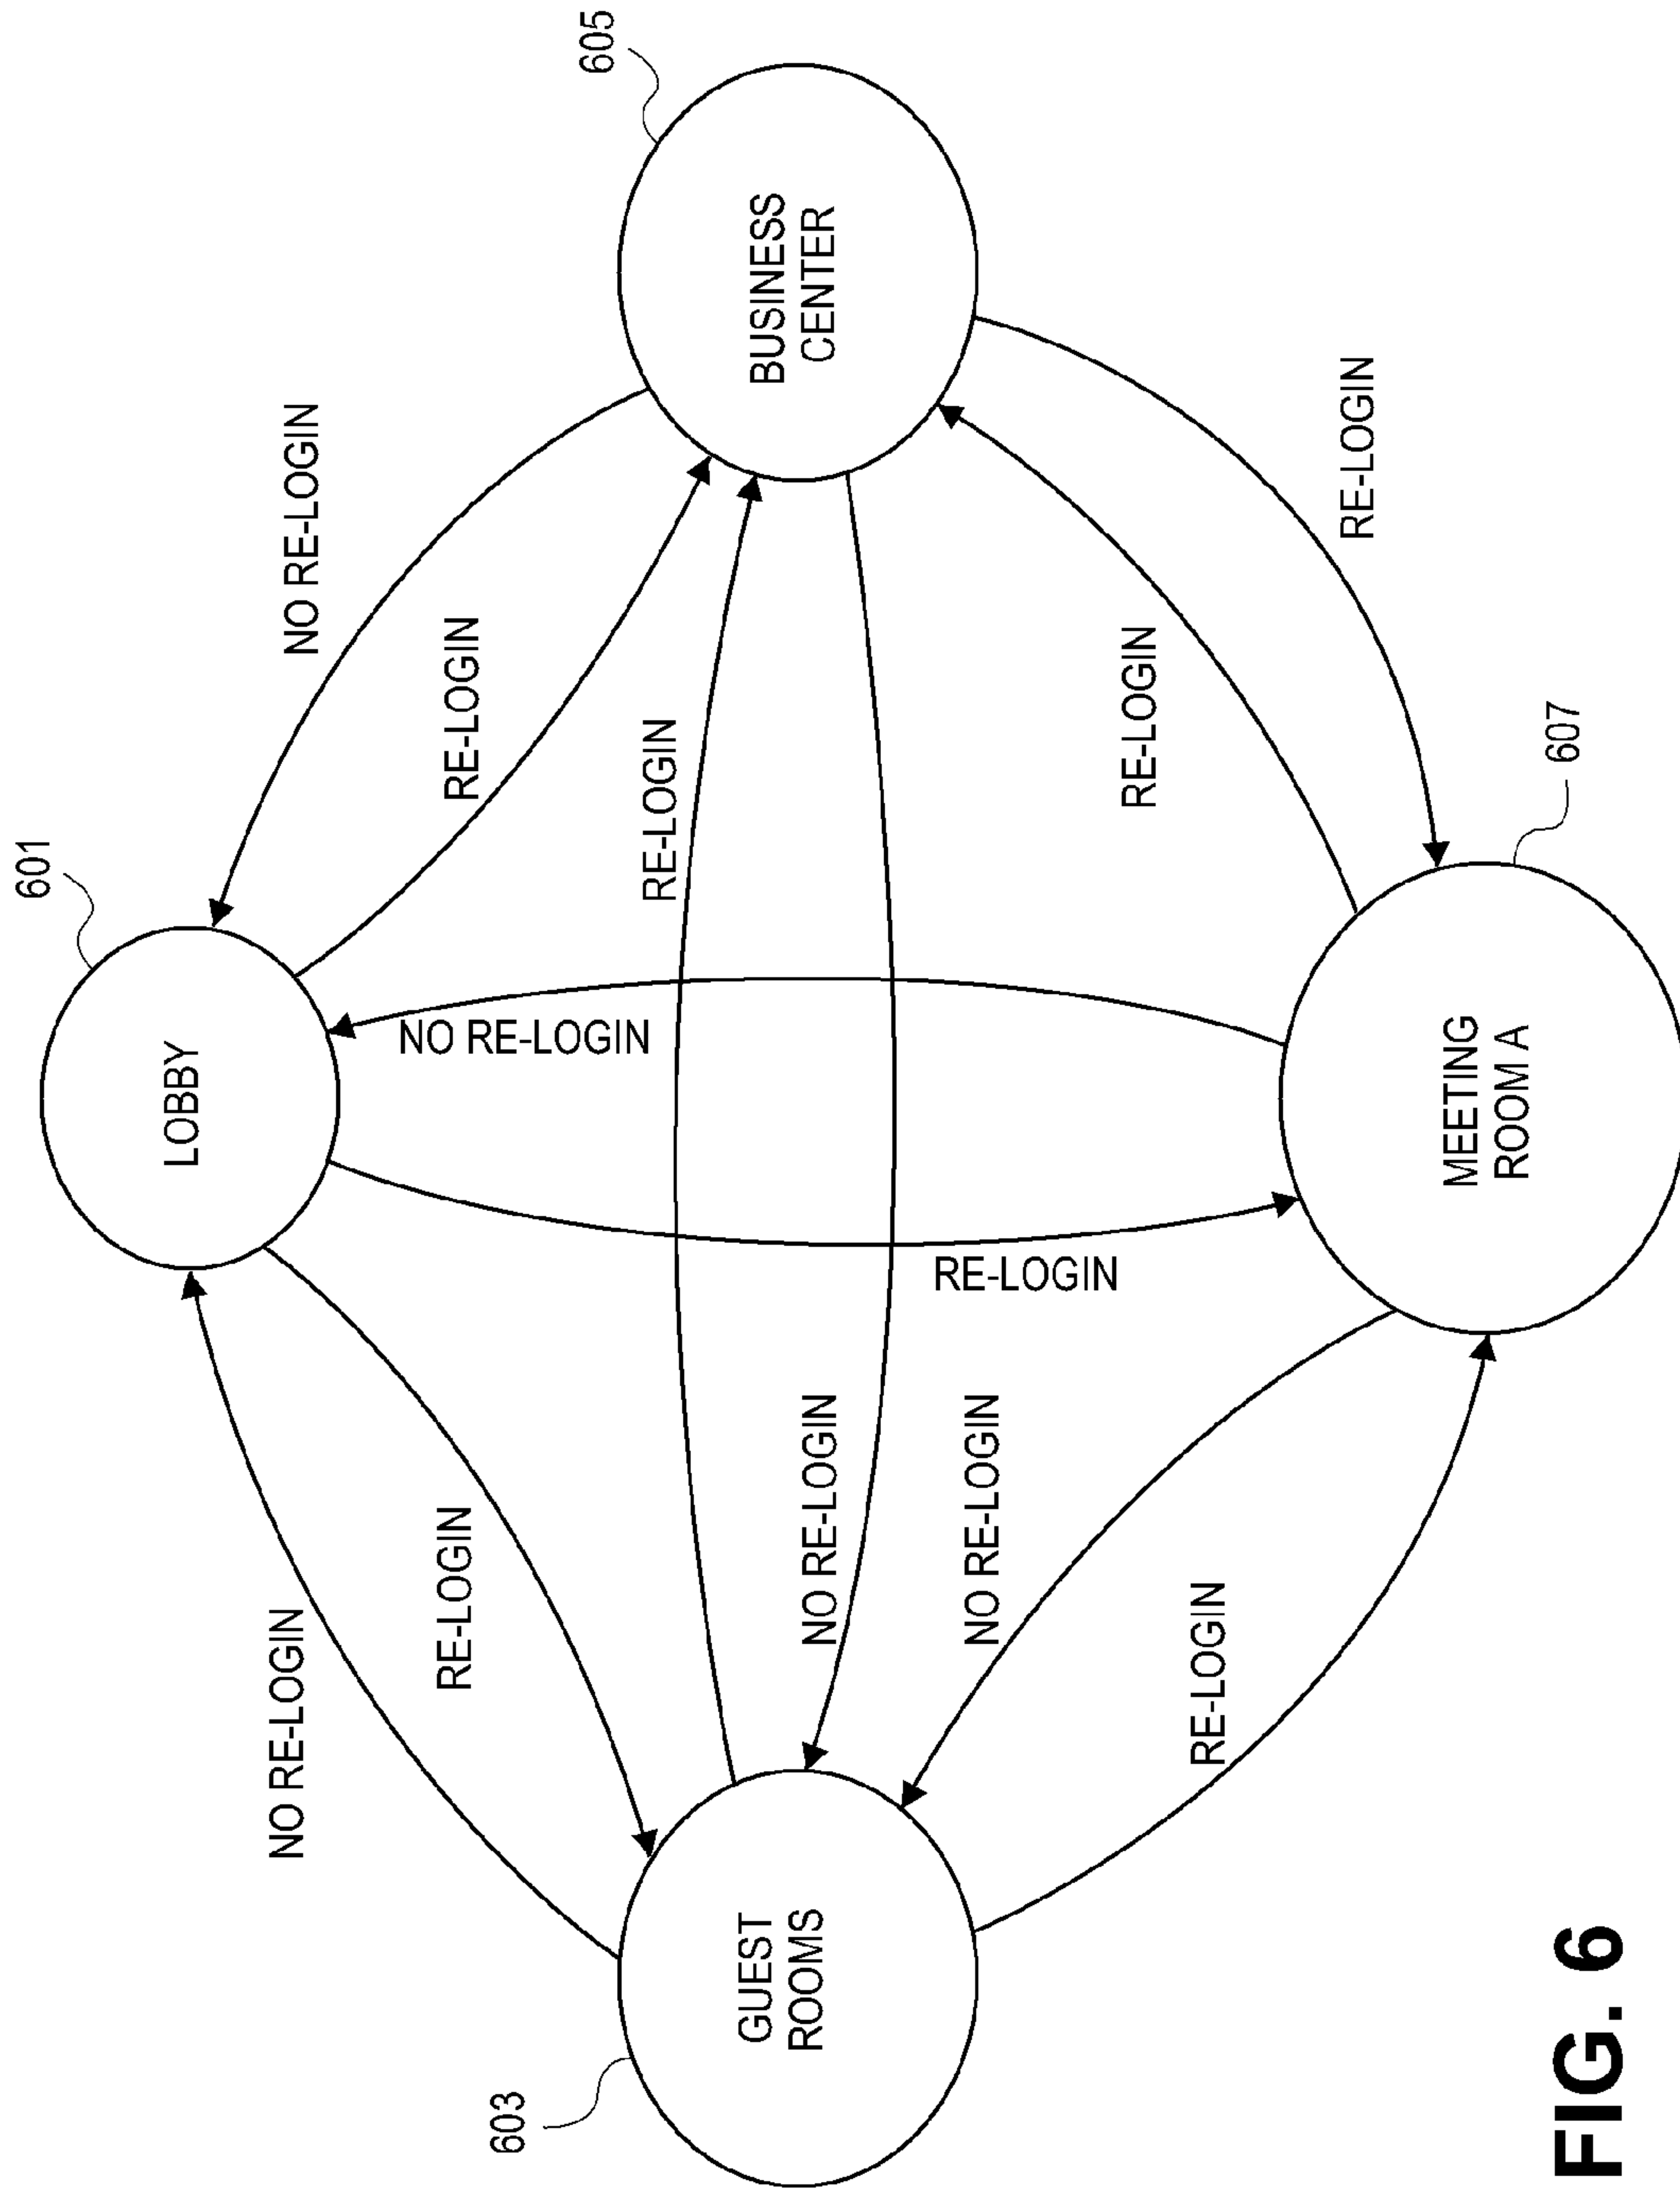 601
LOBBY
605
BUSINESS
CENTER
603
GUEST
ROOMS
607
MEETING
ROOM A
NO RE-LOGIN
RE-LOGIN
NO RE-LOGIN
RE-LOGIN
RE-LOGIN
NO RE-LOGIN
NO RE-LOGIN
RE-LOGIN
NO RE-LOGIN
RE-LOGIN
RE-LOGIN
RE-LOGIN
FIG. 6